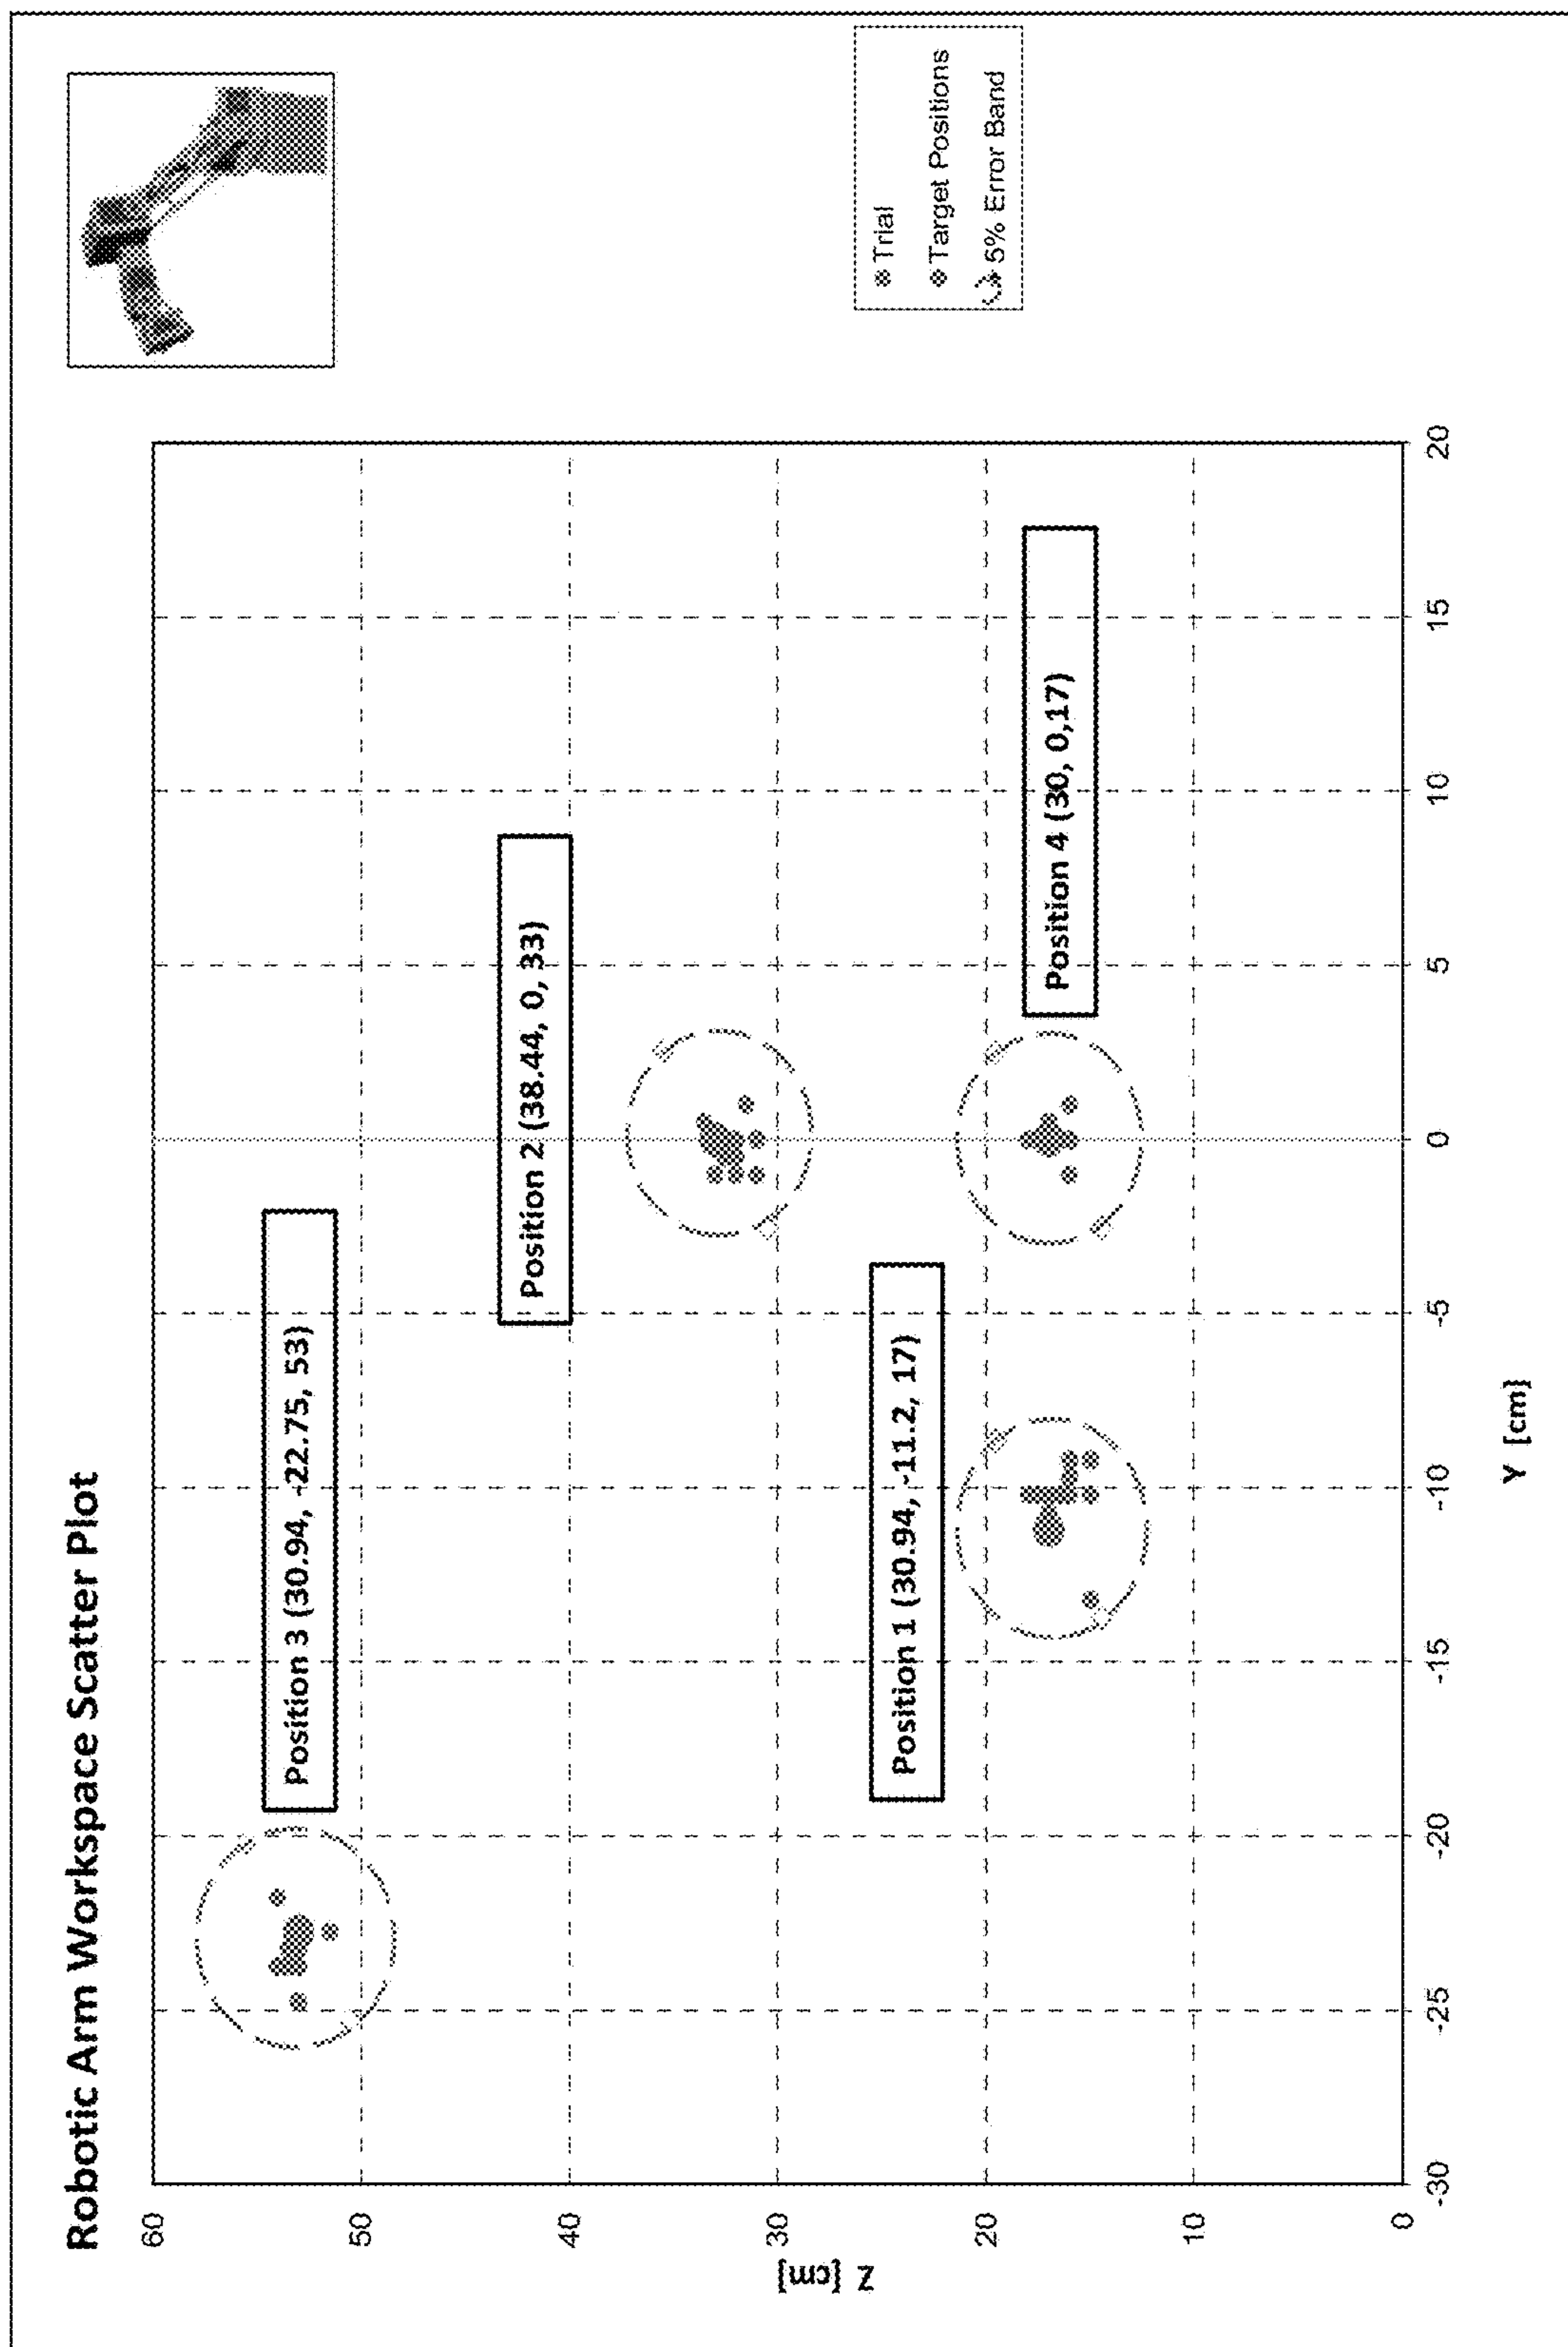 Robotic Arm Workspace Scatter Plot
Position 3 (30.94, -22.75, 53)
Position 2 (38.44, 0, 33)
Position 1 (30.94, -11.2, 17)
Position 4 (30, 0,17)
Trial
Target Positions
5% Error Band
Z [cm]
60
50
40
30
20
10
0
-30
-25
-20
-15
-10
-5
0
5
10
15
20
Y [cm]